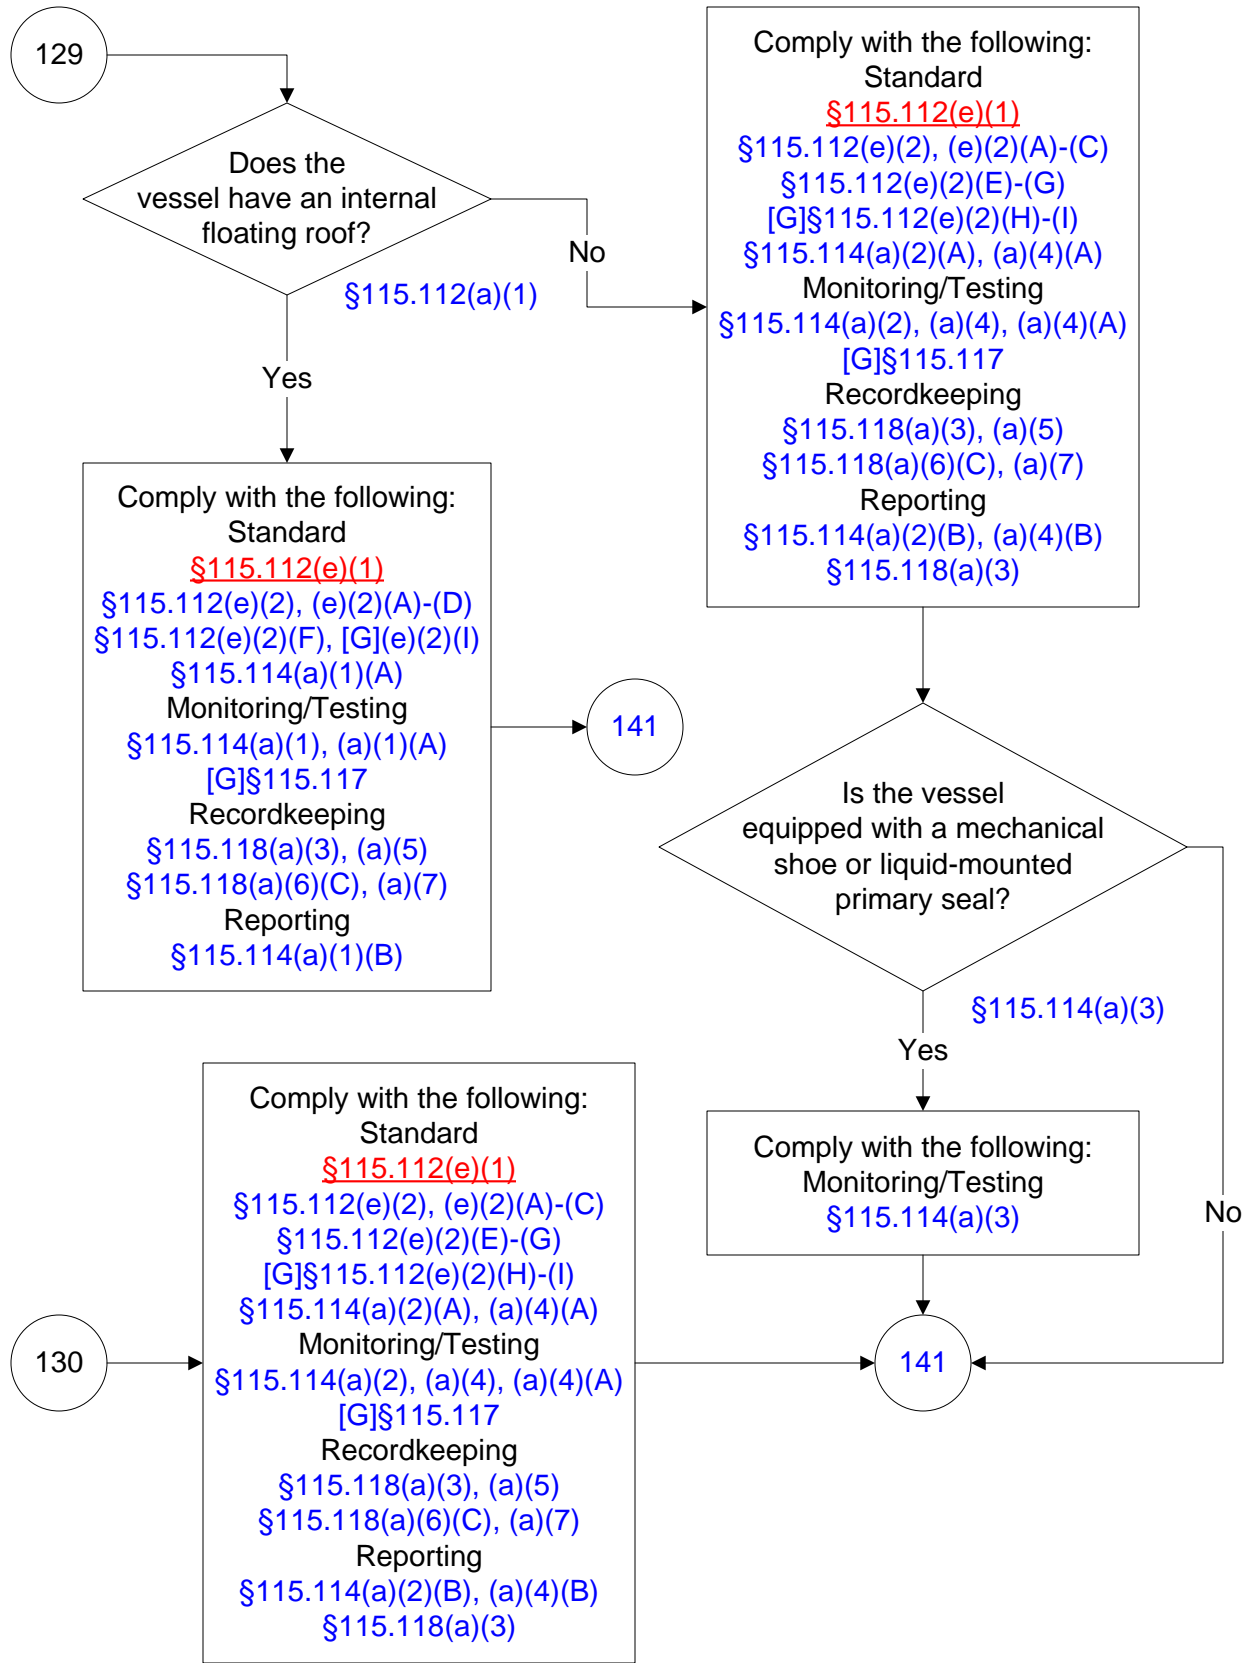 129
Does the
vessel have an internal
floating roof?
§115.112(a)(1)
No
Yes
Comply with the following:
Standard
§115.112(e)(1)
§115.112(e)(2), (e)(2)(A)-(C)
§115.112(e)(2)(E)-(G)
[G]§115.112(e)(2)(H)-(I)
§115.114(a)(2)(A), (a)(4)(A)
Monitoring/Testing
§115.114(a)(2), (a)(4), (a)(4)(A)
[G]§115.117
Recordkeeping
§115.118(a)(3), (a)(5)
§115.118(a)(6)(C), (a)(7)
Reporting
§115.114(a)(2)(B), (a)(4)(B)
§115.118(a)(3)
Comply with the following:
Standard
§115.112(e)(1)
§115.112(e)(2), (e)(2)(A)-(D)
§115.112(e)(2)(F), [G](e)(2)(I)
§115.114(a)(1)(A)
Monitoring/Testing
§115.114(a)(1), (a)(1)(A)
[G]§115.117
Recordkeeping
§115.118(a)(3), (a)(5)
§115.118(a)(6)(C), (a)(7)
Reporting
§115.114(a)(1)(B)
141
Is the vessel
equipped with a mechanical
shoe or liquid-mounted
primary seal?
§115.114(a)(3)
Yes
No
Comply with the following:
Monitoring/Testing
§115.114(a)(3)
130
Comply with the following:
Standard
§115.112(e)(1)
§115.112(e)(2), (e)(2)(A)-(C)
§115.112(e)(2)(E)-(G)
[G]§115.112(e)(2)(H)-(I)
§115.114(a)(2)(A), (a)(4)(A)
Monitoring/Testing
§115.114(a)(2), (a)(4), (a)(4)(A)
[G]§115.117
Recordkeeping
§115.118(a)(3), (a)(5)
§115.118(a)(6)(C), (a)(7)
Reporting
§115.114(a)(2)(B), (a)(4)(B)
§115.118(a)(3)
141